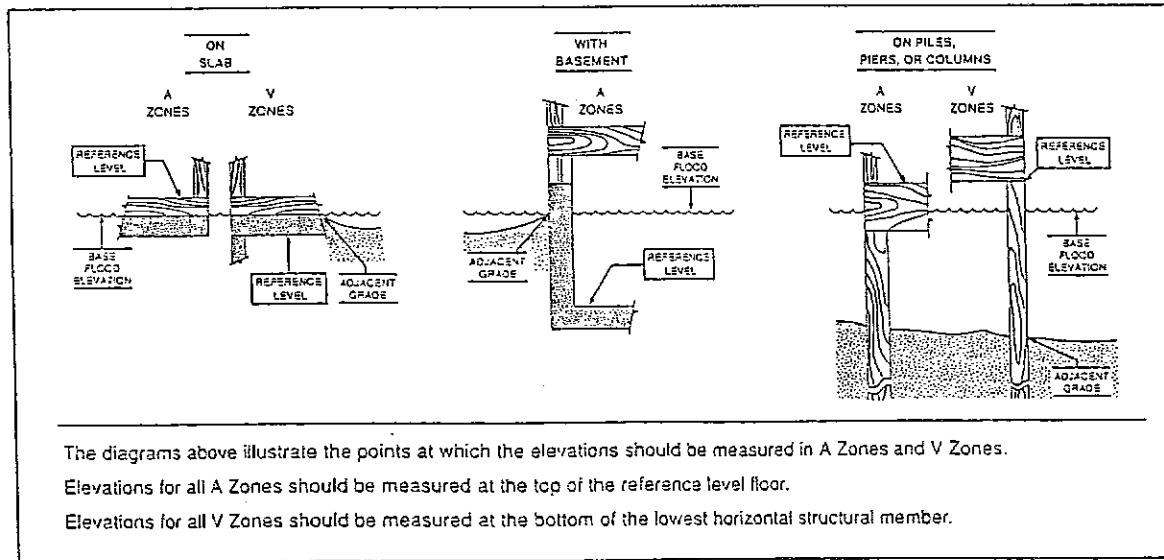 ON
SLAB
A
ZONES
V
ZONES
REFERENCE
LEVEL
BASE
FLOOD
ELEVATION
REFERENCE
LEVEL
ADJACENT
GRADE
WITH
BASEMENT
A
ZONES
BASE
FLOOD
ELEVATION
ADJACENT
GRADE
REFERENCE
LEVEL
ON PILES,
PIERS, OR COLUMNS
A
ZONES
V
ZONES
REFERENCE
LEVEL
REFERENCE
LEVEL
BASE
FLOOD
ELEVATION
ADJACENT
GRADE
The diagrams above illustrate the points at which the elevations should be measured in A Zones and V Zones.
Elevations for all A Zones should be measured at the top of the reference level floor.
Elevations for all V Zones should be measured at the bottom of the lowest horizontal structural member.